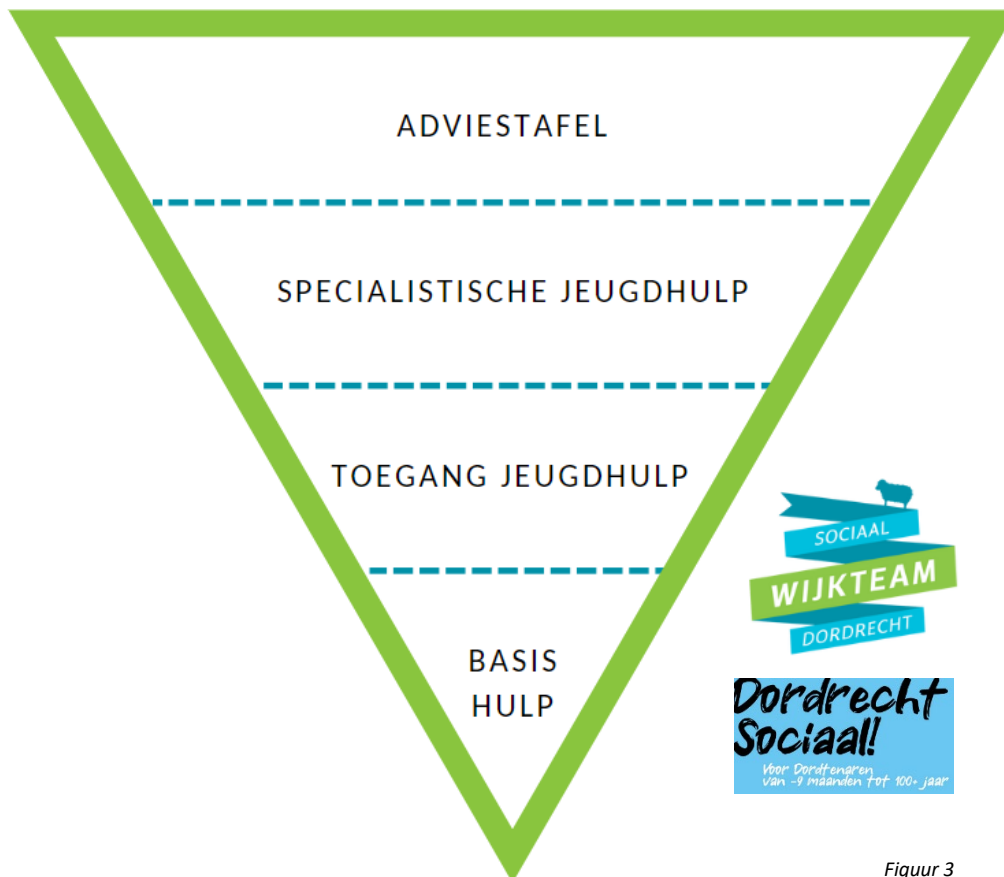 ADVIESTAFEL
SPECIALISTISCHE JEUGDHULP
TOEGANG JEUGDHULP
BASIS
HULP
SOCIAAL
WIJKTEAM
DORDRECHT
Dordrecht
Sociaal!
Voor Dordtenaren
van -9 maanden tot 100+ jaar
Figuur 3